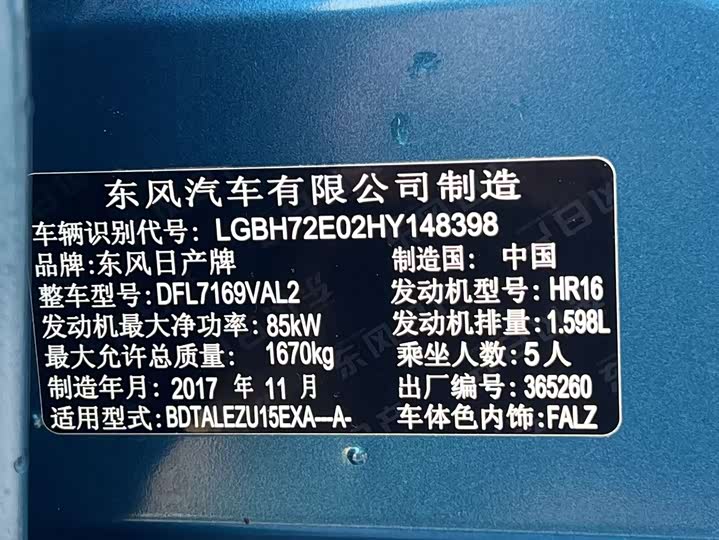 东风汽车有限公司制造
车辆识别代号: LGBH72E02HY148398
品牌:东风日产牌 制造国: 中国
整车型号:DFL7169VAL2 发动机型号: HR16
发动机最大净功率: 85kW 发动机排量: 1.598L
最大允许总质量: 1670kg 乘坐人数: 5人
制造年月: 2017 年 11 月 出厂编号: 365260
适用型式: BDTALEZU15EXA—A- 车体色内饰:FALZ